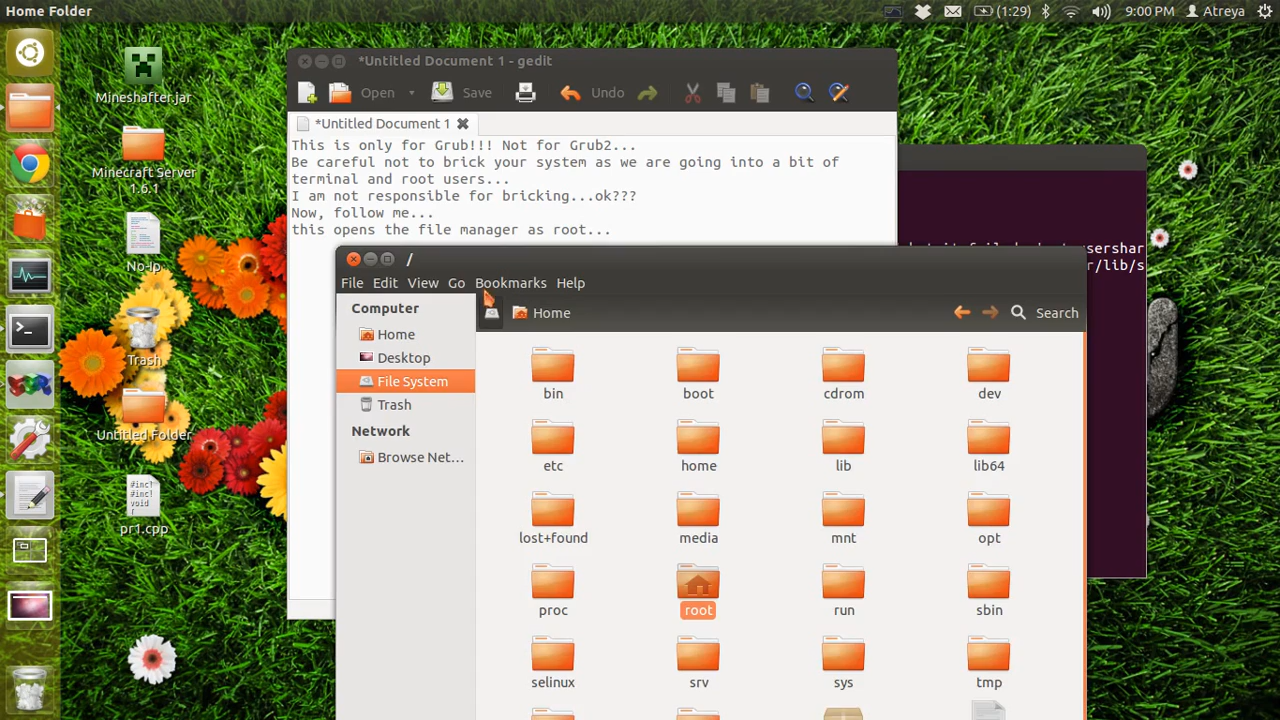 Home Folder
(1:29)
9:00 PM
Atreya
Mineshafter.jar
Minecraft Server
1.6.1
No-Ip
Trash
Untitled Folder
#inc!
#inc!
void
{
pr1.cpp
*Untitled Document 1 - gedit
Open
Save
Undo
*Untitled Document 1
This is only for Grub!!! Not for Grub2...
Be careful not to brick your system as we are going into a bit of
terminal and root users...
I am not responsible for bricking...ok???
Now, follow me...
this opens the file manager as root...
usershar
r/lib/s
/
File Edit View Go Bookmarks Help
Computer
Home
Desktop
File System
Trash
Network
Browse Net...
Home
Search
bin boot cdrom dev
etc home lib lib64
lost+found media mnt opt
proc root run sbin
selinux srv sys tmp